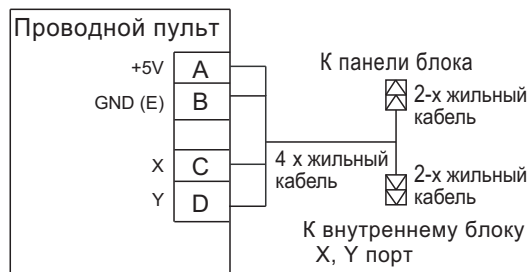 Проводной пульт
+5V A
GND (E) B
X C
Y D
К панели блока
2-х жильный
кабель
4 х жильный
кабель
2-х жильный
кабель
К внутреннему блоку
X, Y порт